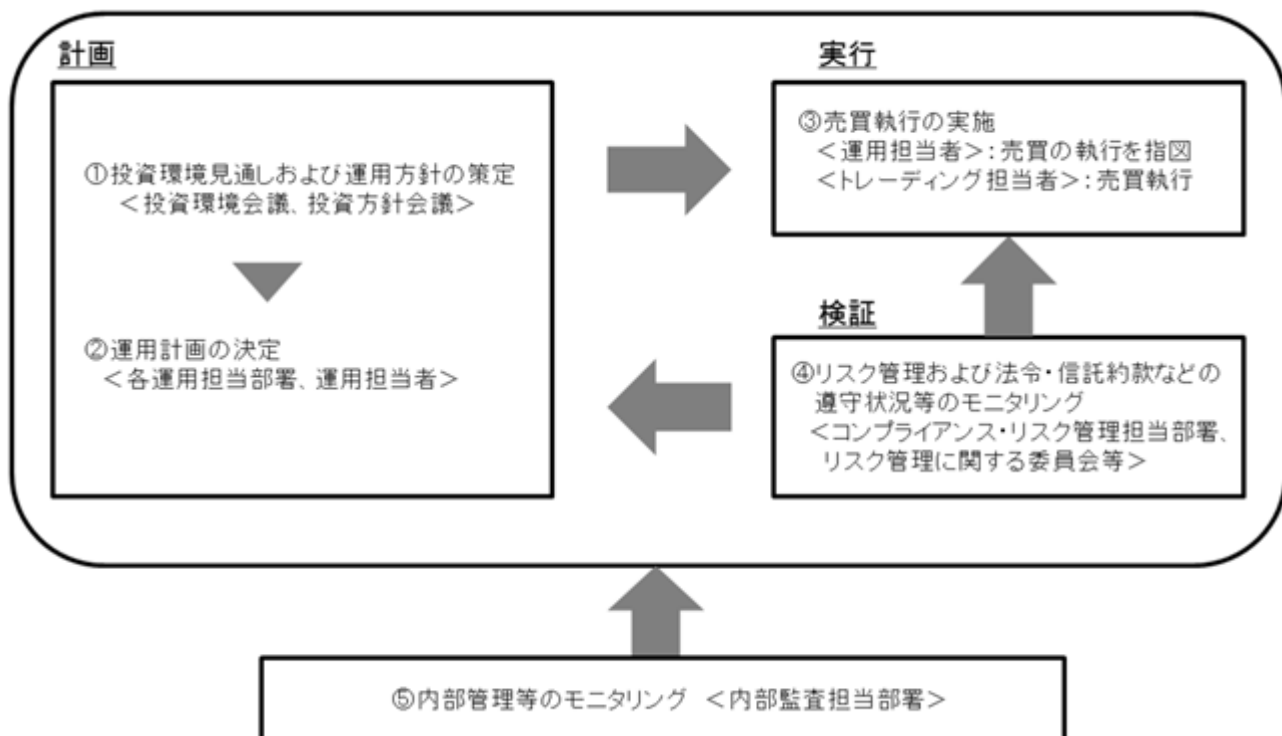 計画
①投資環境見通しおよび運用方針の策定
＜投資環境会議、投資方針会議＞
②運用計画の決定
＜各運用担当部署、運用担当者＞
実行
③売買執行の実施
＜運用担当者＞：売買の執行を指図
＜トレーディング担当者＞：売買執行
検証
④リスク管理および法令・信託約款などの
遵守状況等のモニタリング
＜コンプライアンス・リスク管理担当部署、
リスク管理に関する委員会等＞
⑤内部管理等のモニタリング ＜内部監査担当部署＞